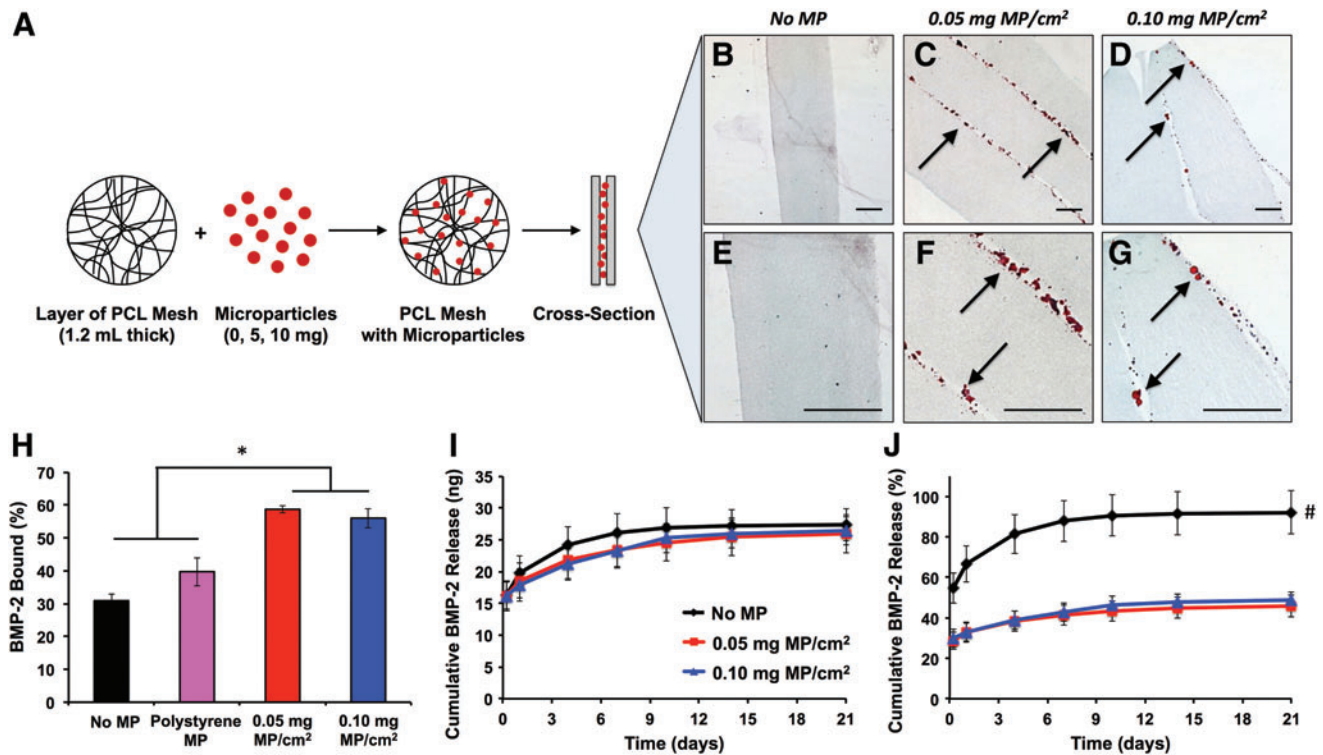 A
No MP
0.05 mg MP/cm²
0.10 mg MP/cm²
B
C
D
+
Layer of PCL Mesh
(1.2 mL thick)
Microparticles
(0, 5, 10 mg)
PCL Mesh
with Microparticles
Cross-Section
E
F
G
H
BMP-2 Bound (%)
70
60
50
40
30
20
10
0
*
No MP
Polystyrene
MP
0.05 mg
MP/cm²
0.10 mg
MP/cm²
I
Cumulative BMP-2 Release (ng)
35
30
25
20
15
10
5
0
No MP
0.05 mg MP/cm²
0.10 mg MP/cm²
0 3 6 9 12 15 18 21
Time (days)
J
Cumulative BMP-2 Release (%)
100
80
60
40
20
0
#
0 3 6 9 12 15 18 21
Time (days)